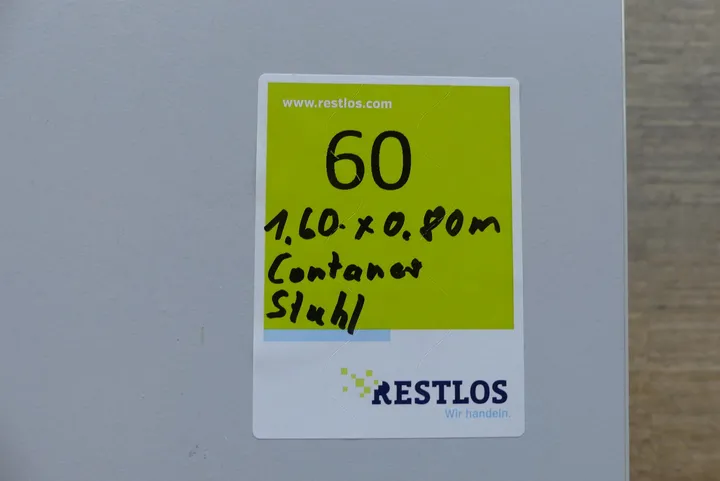 www.restlos.com
60
1.60 x 0.80m
Contaner
Stuhl
RESTLOS
Wir handeln.